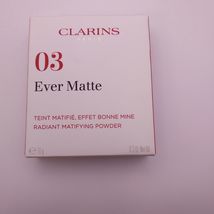 CLARINS
03
Ever Matte
TEINT MATIFIÉ, EFFET BONNE MINE
RADIANT MATIFYING POWDER